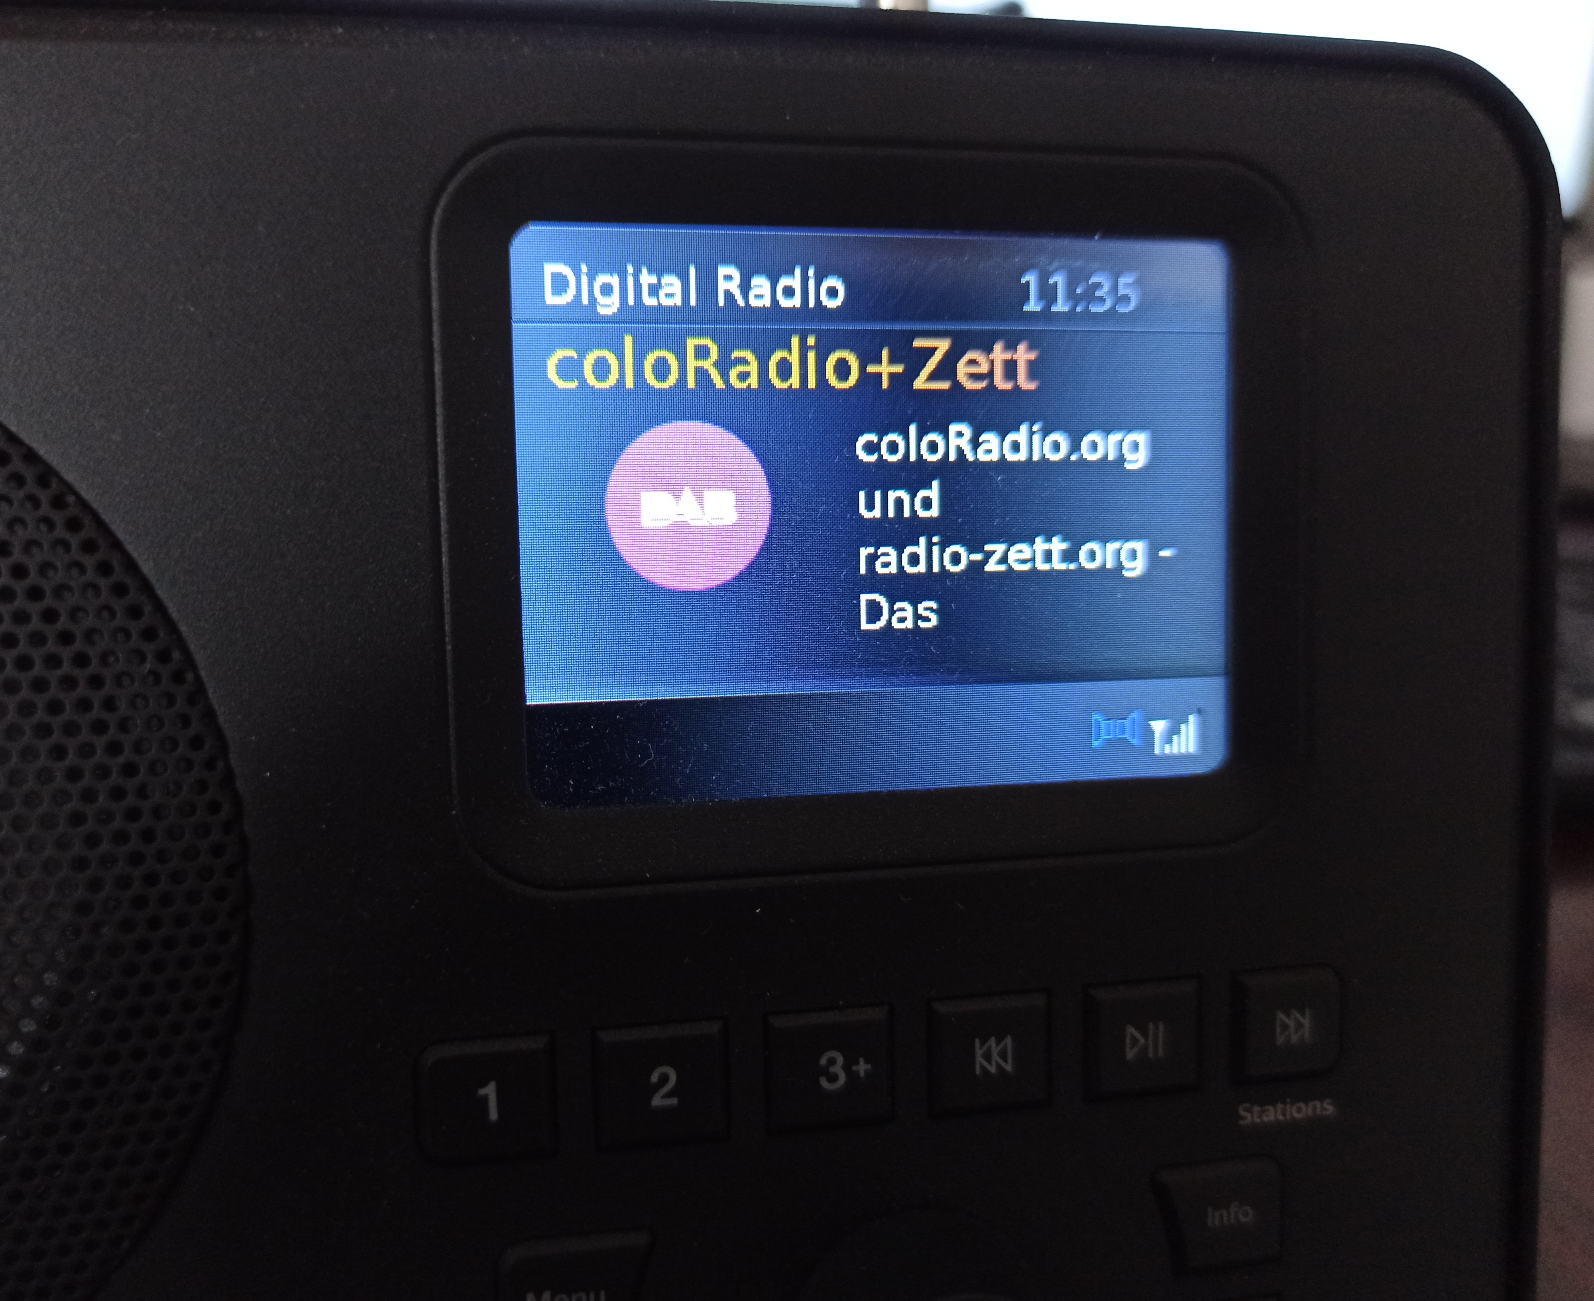 Digital Radio 11:35
coloRadio+Zett
DAB
coloRadio.org
und
radio-zett.org -
Das
1 2 3+
Stations
Info
Menu